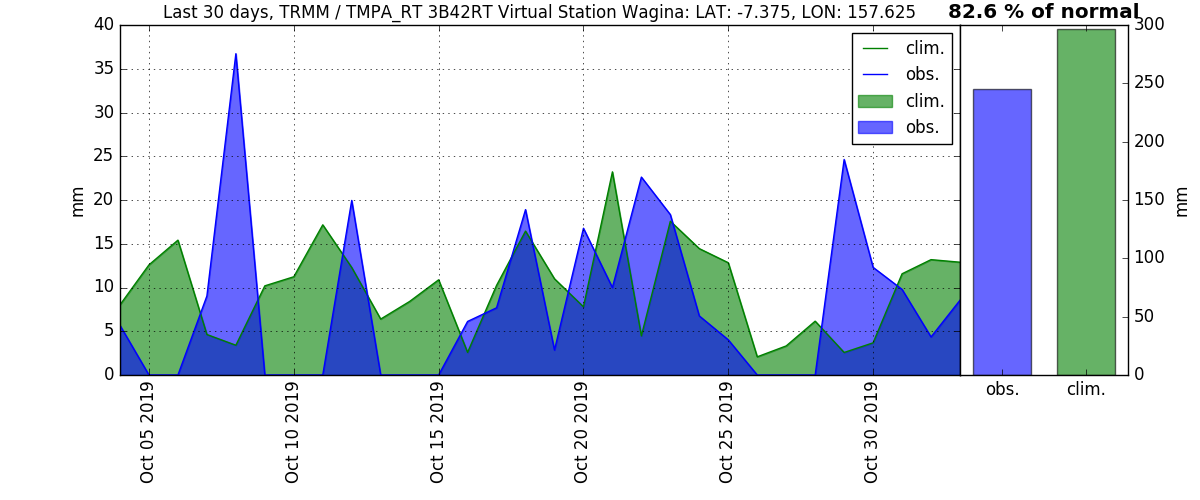 Last 30 days, TRMM / TMPA_RT 3B42RT Virtual Station Wagina: LAT: -7.375, LON: 157.625
82.6 % of normal
clim.
obs.
clim.
obs.
mm
40
35
30
25
20
15
10
5
0
Oct 05 2019
Oct 10 2019
Oct 15 2019
Oct 20 2019
Oct 25 2019
Oct 30 2019
300
250
200
150
100
50
0
mm
obs.
clim.